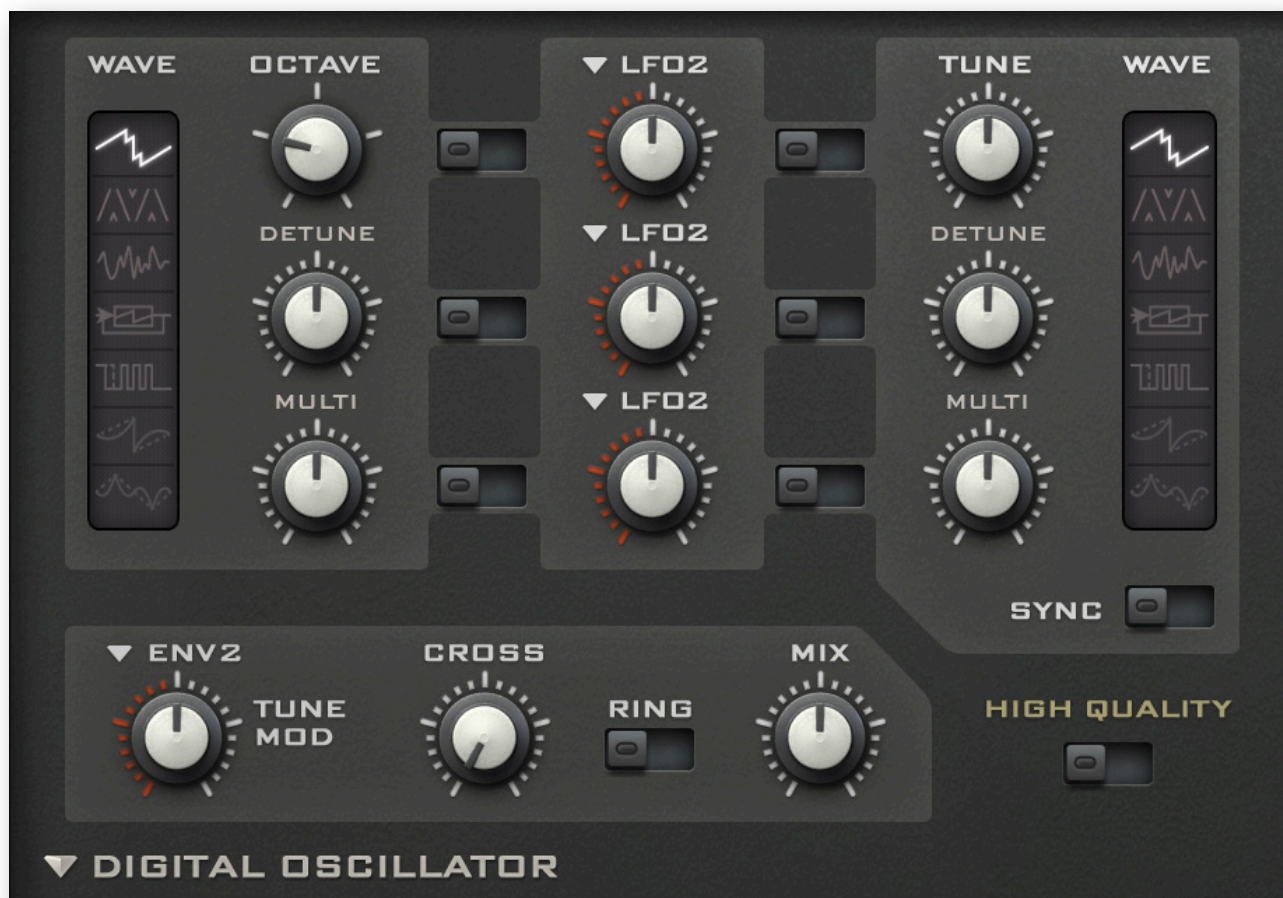 WAVE OCTAVE LFO2 TUNE WAVE
DETUNE LFO2 DETUNE
MULTI LFO2 MULTI
SYNC
ENV2 CROSS MIX
TUNE RING HIGH QUALITY
MOD
DIGITAL OSCILLATOR